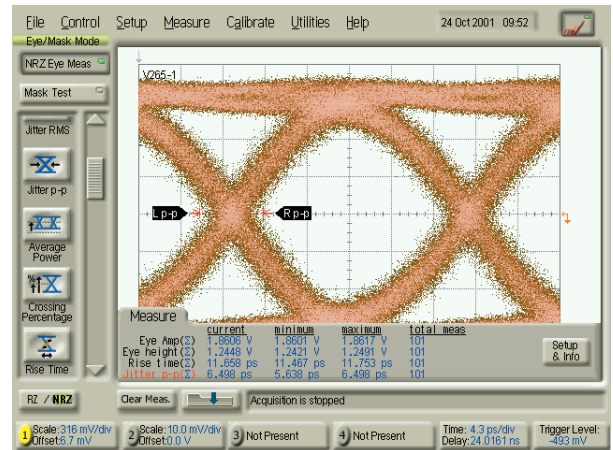 File Control Setup Measure Calibrate Utilities Help 24 Oct 2001 09:52
Eye/Mask Mode
NRZ Eye Meas
Mask Test
Jitter RMS
Jitter p-p
Average
Power
Crossing
Percentage
Rise Time
V265-1
L p-p
R p-p
Measure
current minimum maximum total meas
Eye Amp(Σ) 1.8606 V 1.8601 V 1.8617 V 101
Eye height(Σ) 1.2448 V 1.2421 V 1.2491 V 101
Rise time(Σ) 11.658 ps 11.467 ps 11.753 ps 101
Jitter p-p(Σ) 6.498 ps 5.638 ps 6.498 ps 101
Setup
& Info
RZ / NRZ
Clear Meas.
Acquisition is stopped
1 Scale:316 mV/div
Offset:6.7 mV
2 Scale:10.0 mV/div
Offset:0.0 V
3 Not Present
4 Not Present
Time: 4.3 ps/div
Delay:24.0161 ns
Trigger Level:
-493 mV